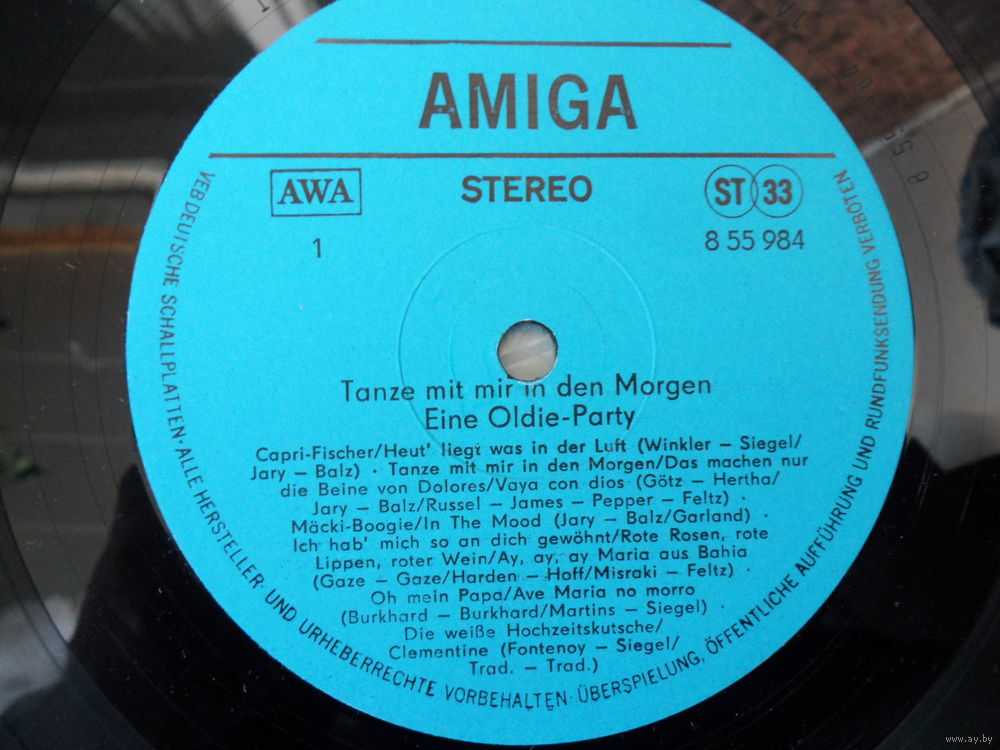 AMIGA
AWA
STEREO
ST 33
1
8 55 984
Tanze mit mir in den Morgen
Eine Oldie-Party
Capri-Fischer/Heut' liegt was in der Luft (Winkler – Siegel/
Jary – Balz) · Tanze mit mir in den Morgen/Das machen nur
die Beine von Dolores/Vaya con dios (Götz – Hertha/
Jary – Balz/Russel – James – Pepper – Feltz) ·
Mäcki-Boogie/In The Mood (Jary – Balz/Garland) ·
Ich hab' mich so an dich gewöhnt/Rote Rosen, rote
Lippen, roter Wein/Ay, ay, ay Maria aus Bahia
(Gaze – Gaze/Harden – Hoff/Misraki – Feltz) ·
Oh mein Papa/Ave Maria no morro
(Burkhard – Burkhard/Martins – Siegel) ·
Die weiße Hochzeitskutsche/
Clementine (Fontenoy – Siegel/
Trad. – Trad.)
VEB DEUTSCHE SCHALLPLATTEN · ALLE HERSTELLER- UND URHEBERRECHTE VORBEHALTEN · ÜBERSPIELUNG, ÖFFENTLICHE AUFFÜHRUNG UND RUNDFUNKSENDUNG VERBOTEN
www.ay.by